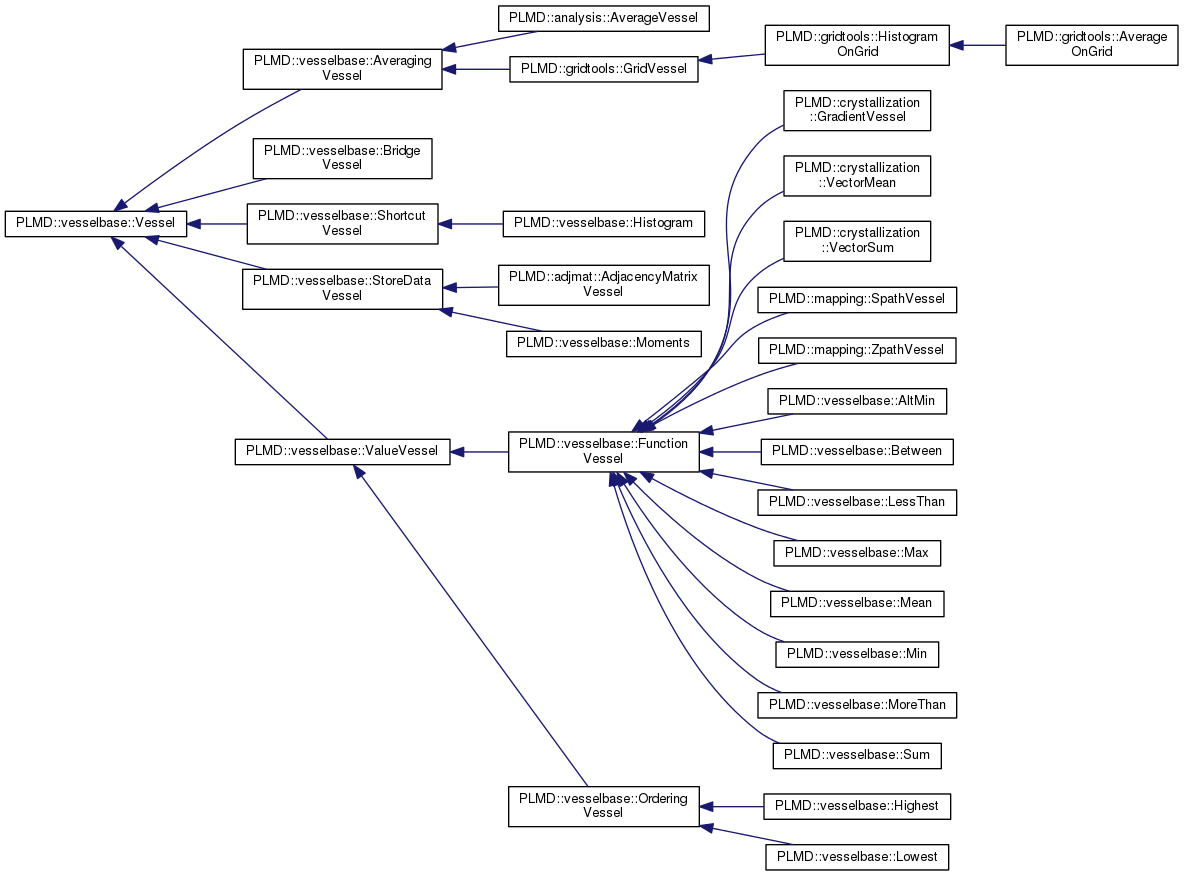 PLMD::analysis::AverageVessel
PLMD::vesselbase::Averaging
Vessel
PLMD::gridtools::GridVessel
PLMD::gridtools::Histogram
OnGrid
PLMD::gridtools::Average
OnGrid
PLMD::vesselbase::Bridge
Vessel
PLMD::vesselbase::Vessel
PLMD::vesselbase::Shortcut
Vessel
PLMD::vesselbase::Histogram
PLMD::vesselbase::StoreData
Vessel
PLMD::adjmat::AdjacencyMatrix
Vessel
PLMD::vesselbase::Moments
PLMD::vesselbase::ValueVessel
PLMD::vesselbase::Function
Vessel
PLMD::crystallization
::GradientVessel
PLMD::crystallization
::VectorMean
PLMD::crystallization
::VectorSum
PLMD::mapping::SpathVessel
PLMD::mapping::ZpathVessel
PLMD::vesselbase::AltMin
PLMD::vesselbase::Between
PLMD::vesselbase::LessThan
PLMD::vesselbase::Max
PLMD::vesselbase::Mean
PLMD::vesselbase::Min
PLMD::vesselbase::MoreThan
PLMD::vesselbase::Sum
PLMD::vesselbase::Ordering
Vessel
PLMD::vesselbase::Highest
PLMD::vesselbase::Lowest